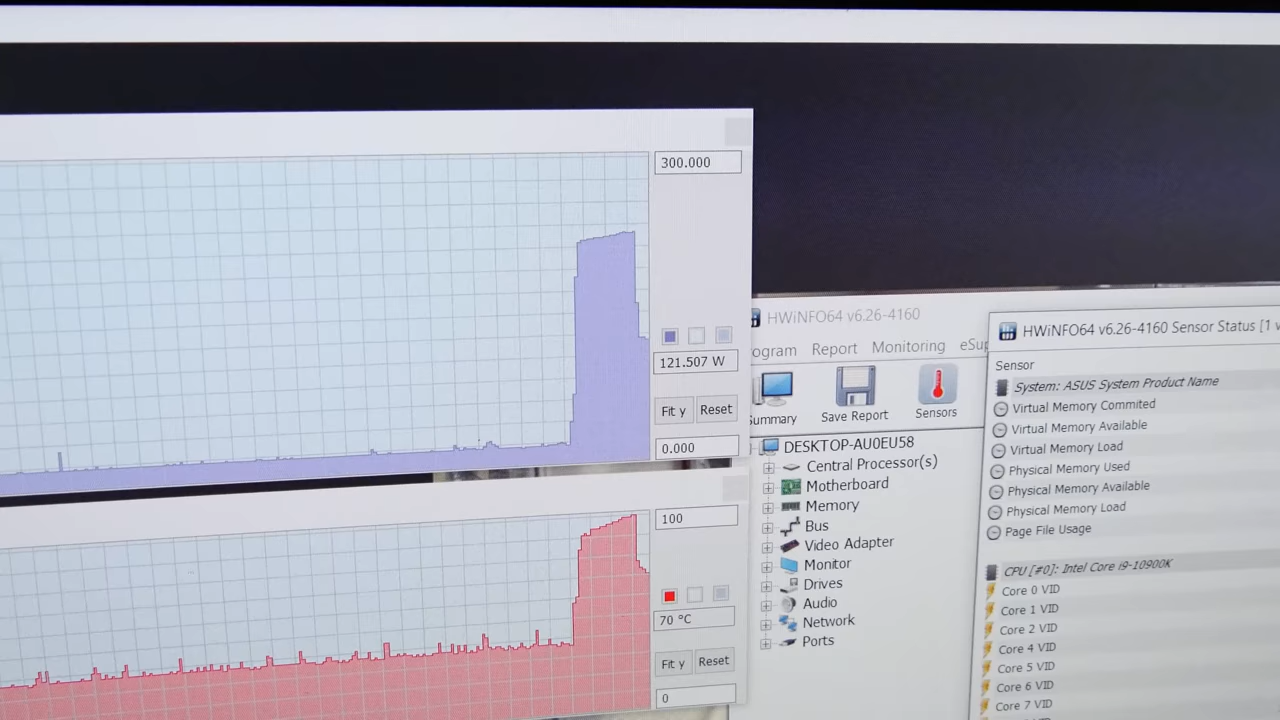 300.000
121.507 W
Fit y Reset
0.000
100
70 °C
Fit y Reset
0
HWiNFO64 v6.26-4160
ogram Report Monitoring eSup
Summary Save Report Sensors
DESKTOP-AU0EU58
Central Processor(s)
Motherboard
Memory
Bus
Video Adapter
Monitor
Drives
Audio
Network
Ports
HWiNFO64 v6.26-4160 Sensor Status [1
Sensor
System: ASUS System Product Name
Virtual Memory Commited
Virtual Memory Available
Virtual Memory Load
Physical Memory Used
Physical Memory Available
Physical Memory Load
Page File Usage
CPU [#0]: Intel Core i9-10900K
Core 0 VID
Core 1 VID
Core 2 VID
Core 4 VID
Core 5 VID
Core 6 VID
Core 7 VID